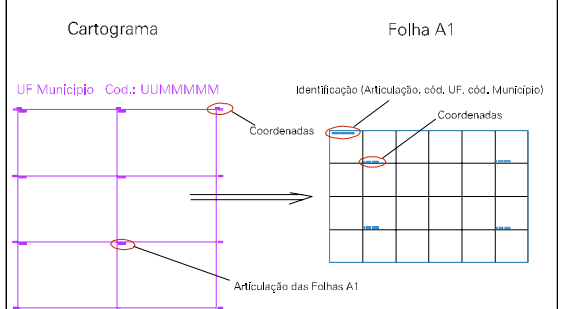 Cartograma
Folha A1
UF Município Cod.: UUMMMMM
Identificação (Articulação, cód. UF, cód. Município)
Coordenadas
Coordenadas
Articulação das Folhas A1